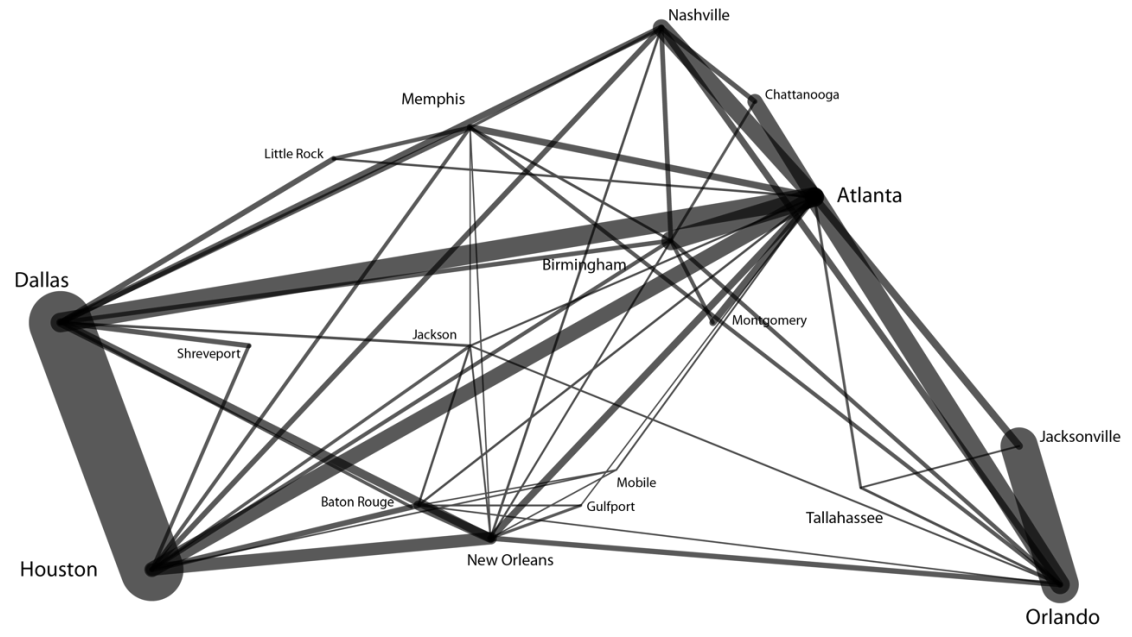 Nashville
Chattanooga
Memphis
Little Rock
Atlanta
Birmingham
Dallas
Montgomery
Jackson
Shreveport
Jacksonville
Mobile
Baton Rouge
Gulfport
Tallahassee
New Orleans
Houston
Orlando